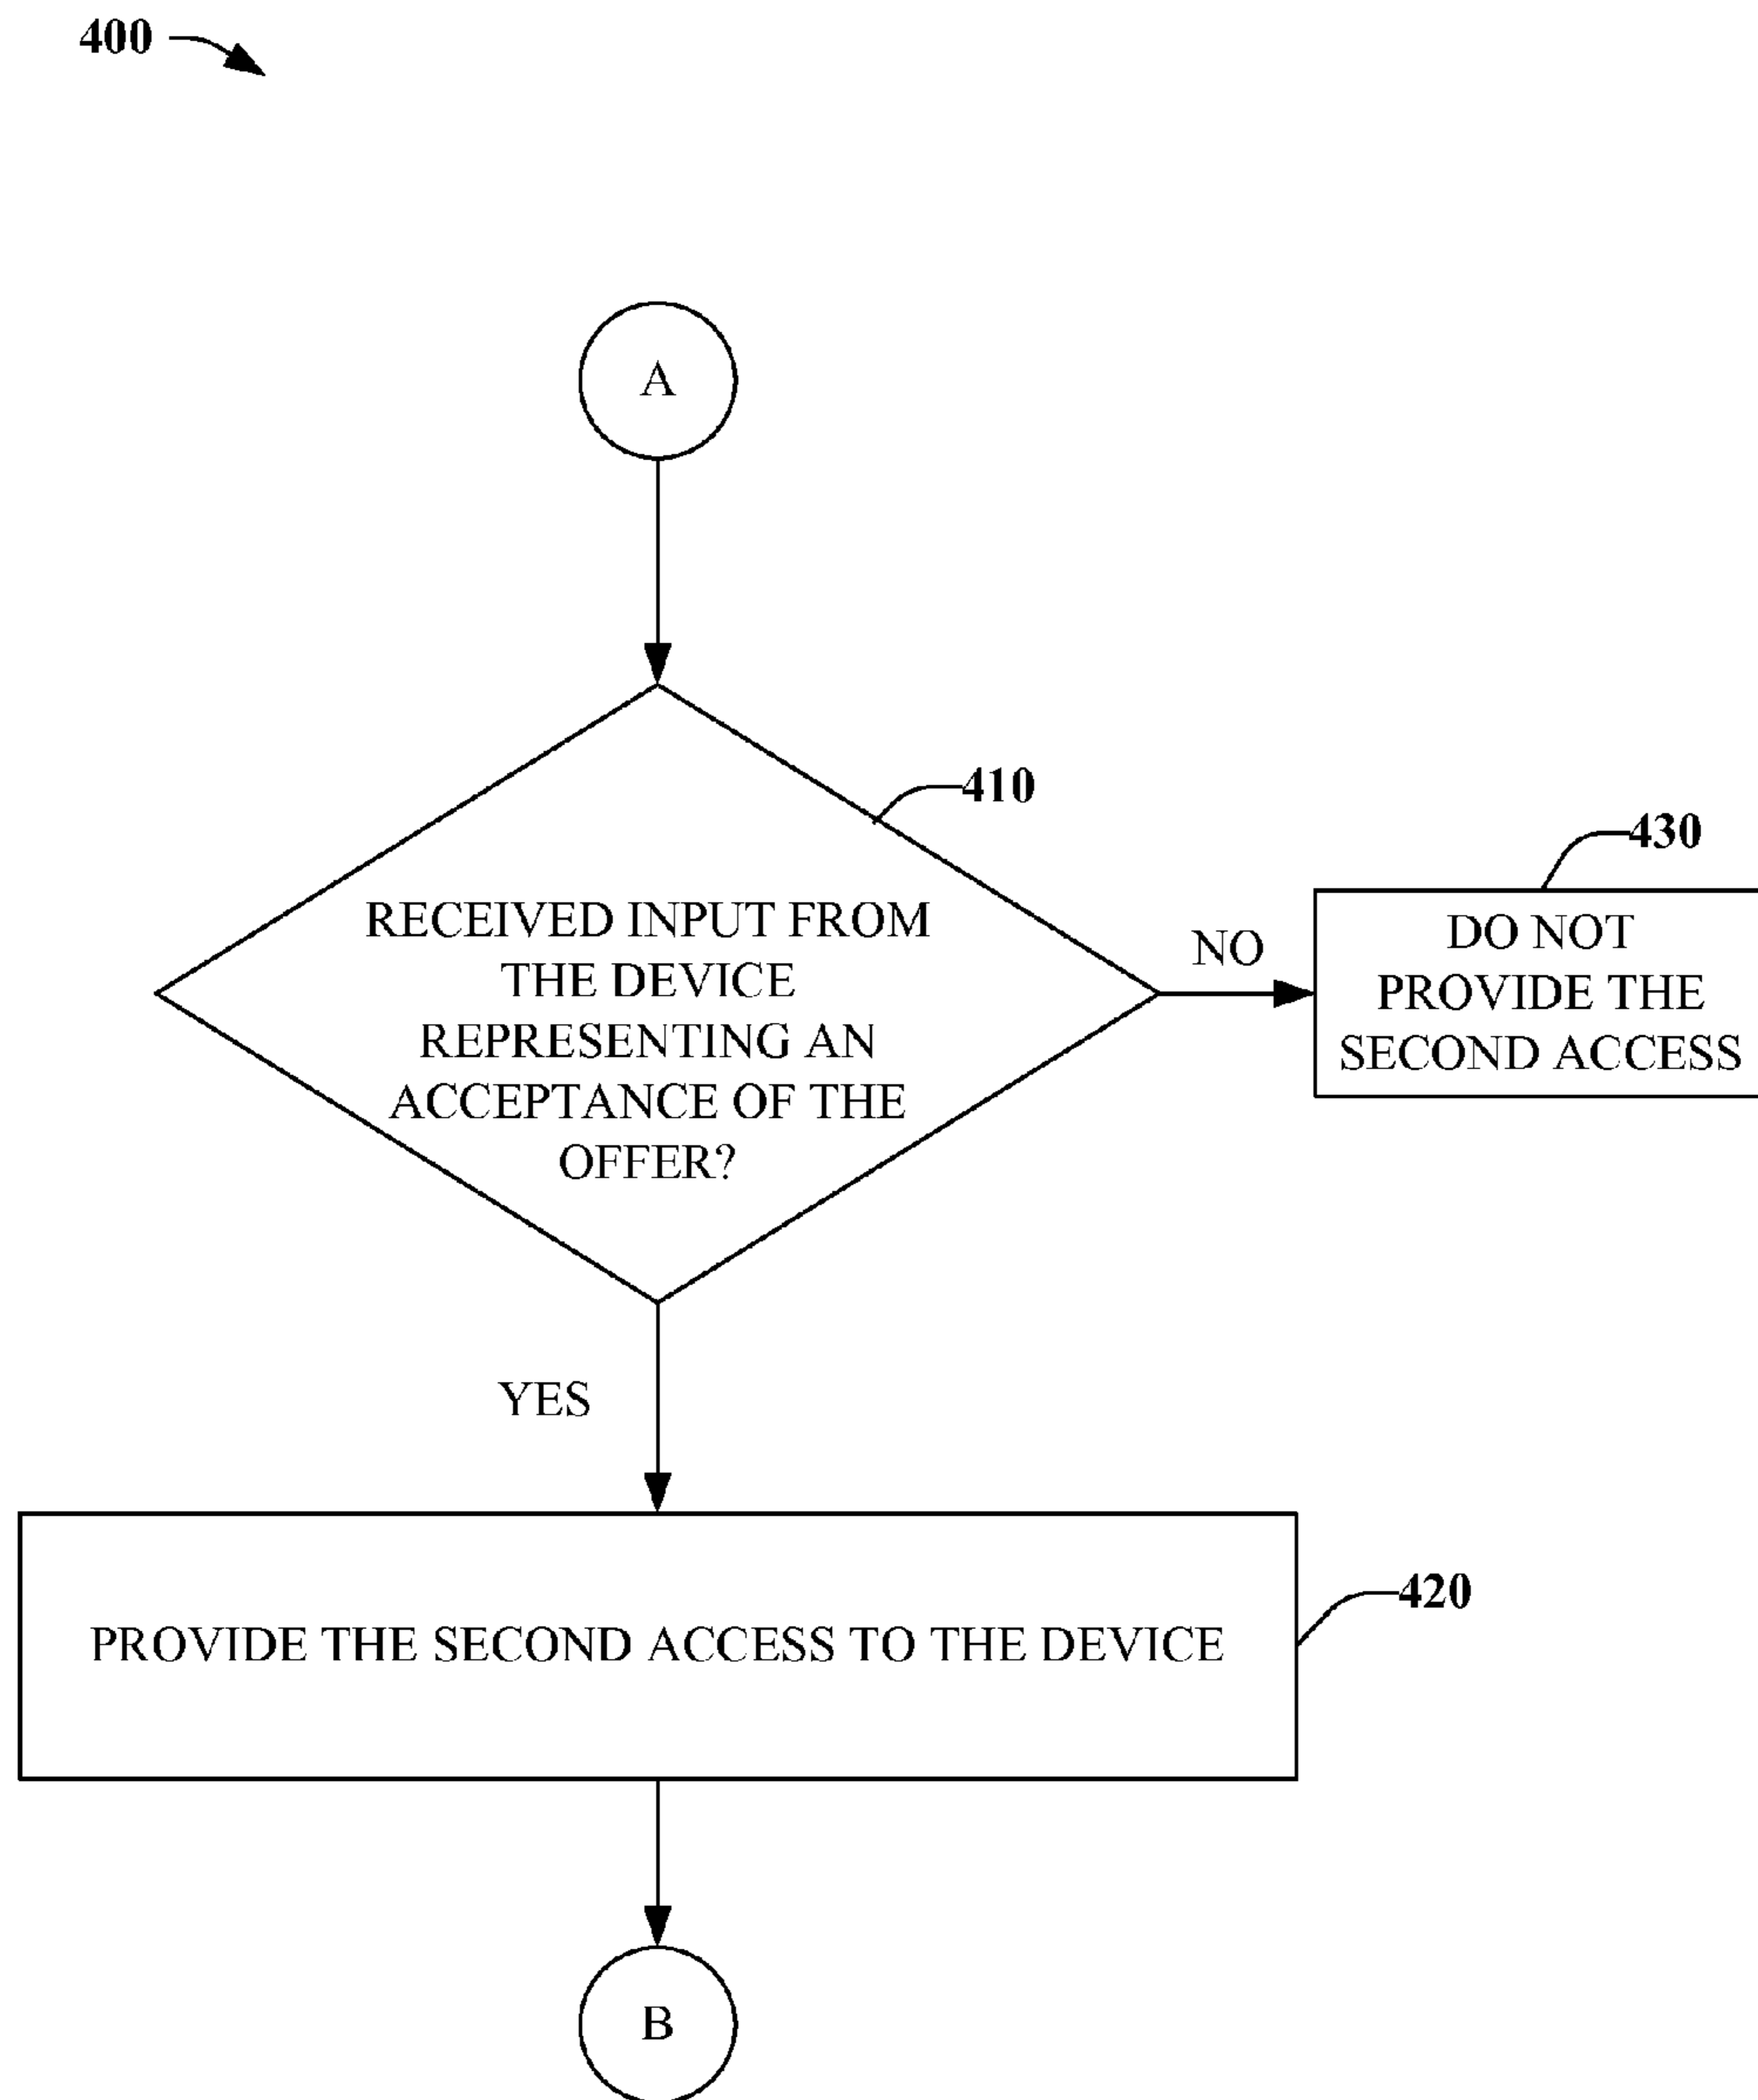 400
A
410
RECEIVED INPUT FROM
THE DEVICE
REPRESENTING AN
ACCEPTANCE OF THE
OFFER?
NO
430
DO NOT
PROVIDE THE
SECOND ACCESS
YES
420
PROVIDE THE SECOND ACCESS TO THE DEVICE
B